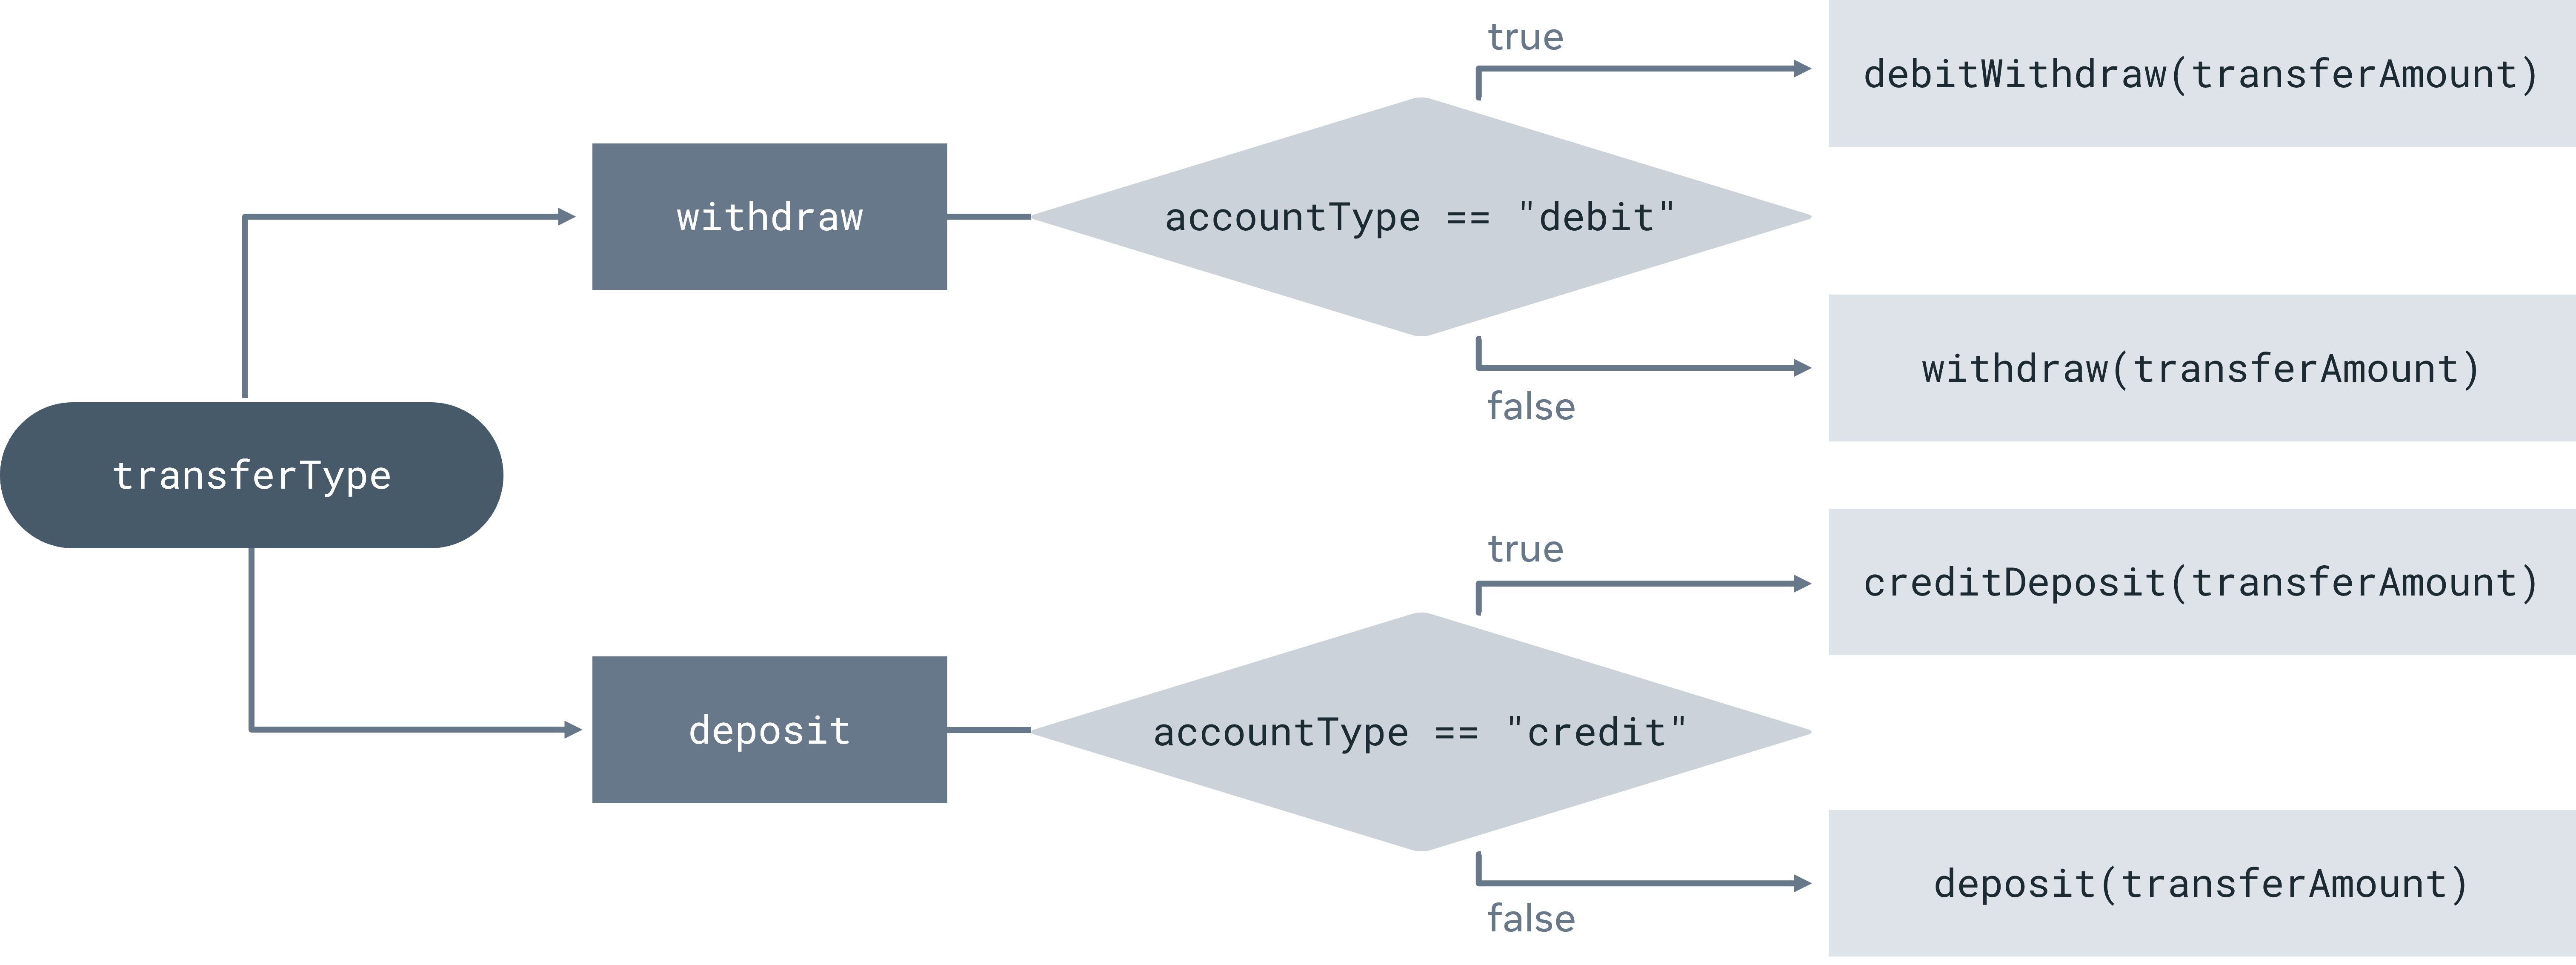 transferType
withdraw
accountType == "debit"
true
debitWithdraw(transferAmount)
false
withdraw(transferAmount)
deposit
accountType == "credit"
true
creditDeposit(transferAmount)
false
deposit(transferAmount)